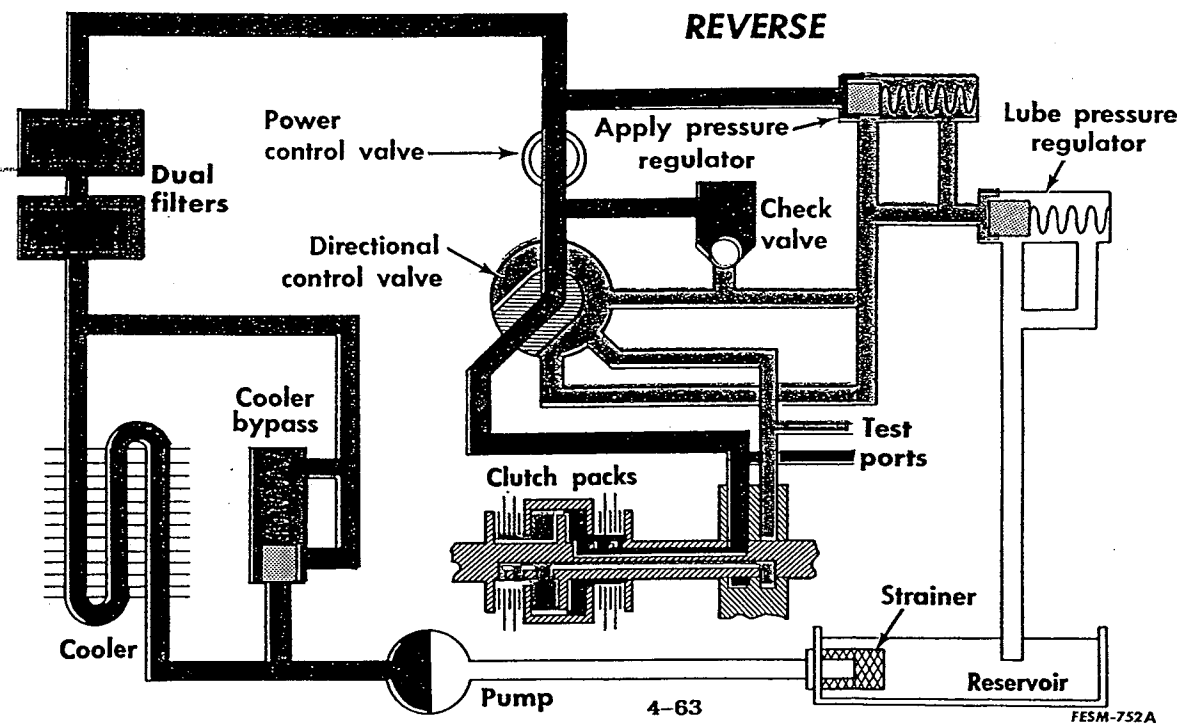 REVERSE
Power
control valve
Apply pressure
regulator
Lube pressure
regulator
Dual
filters
Check
valve
Directional
control valve
Cooler
bypass
Test
ports
Clutch packs
Strainer
Cooler
Pump
Reservoir
4-63
FESM-752A